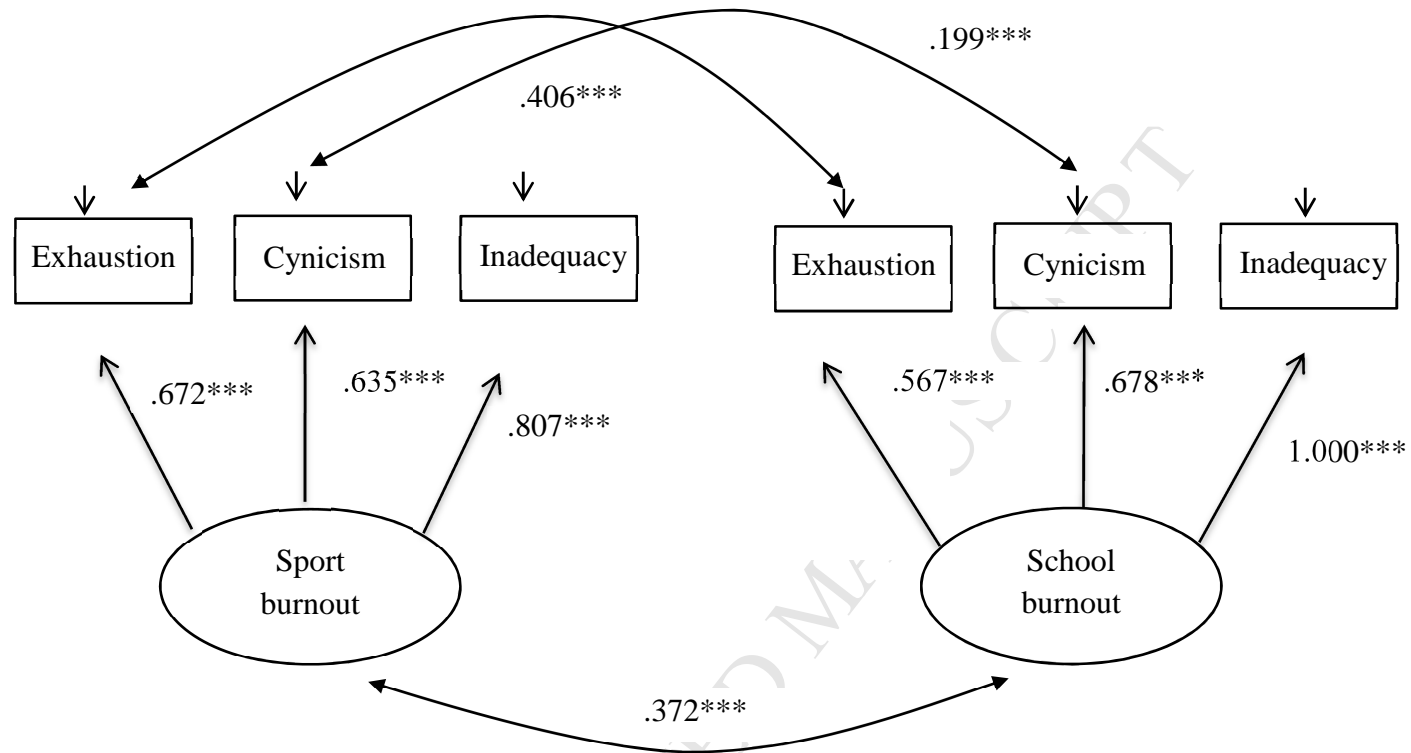 .199***
.406***
Exhaustion
Cynicism
Inadequacy
Exhaustion
Cynicism
Inadequacy
.672***
.635***
.807***
.567***
.678***
1.000***
Sport
burnout
School
burnout
.372***